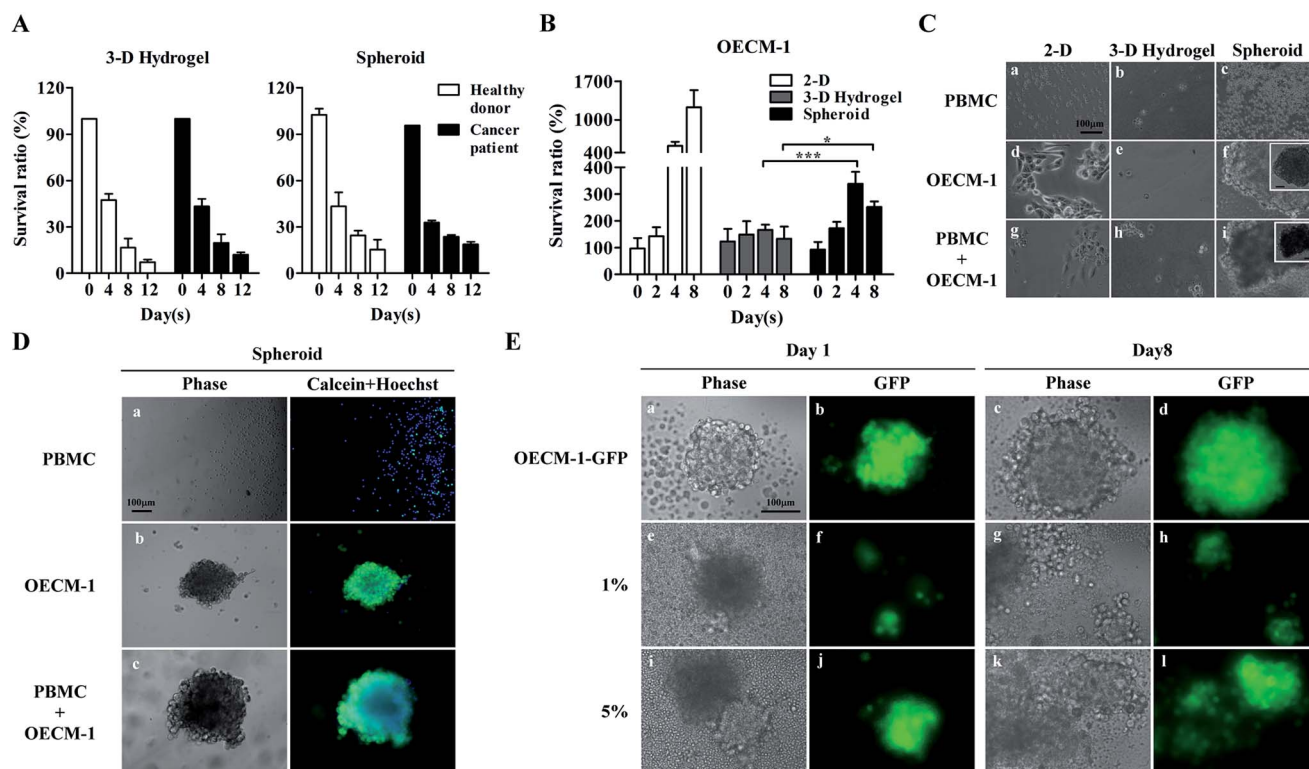 A
3-D Hydrogel
Spheroid
Survival ratio (%)
120
90
60
30
0
0 4 8 12 0 4 8 12
Day(s)
120
90
60
30
0
0 4 8 12 0 4 8 12
Day(s)
Healthy
donor
Cancer
patient
B
OECM-1
Survival ratio (%)
1700
1000
400
400
300
200
100
0
2-D
3-D Hydrogel
Spheroid
*
***
0 2 4 8 0 2 4 8 0 2 4 8
Day(s)
C
2-D 3-D Hydrogel Spheroid
PBMC
a b c
100μm
OECM-1
d e f
PBMC
+
OECM-1
g h i
D
Spheroid
Phase Calcein+Hoechst
PBMC
a
100μm
OECM-1
b
PBMC
+
OECM-1
c
E
Day 1 Day8
Phase GFP Phase GFP
OECM-1-GFP
a b c d
100μm
1%
e f g h
5%
i j k l